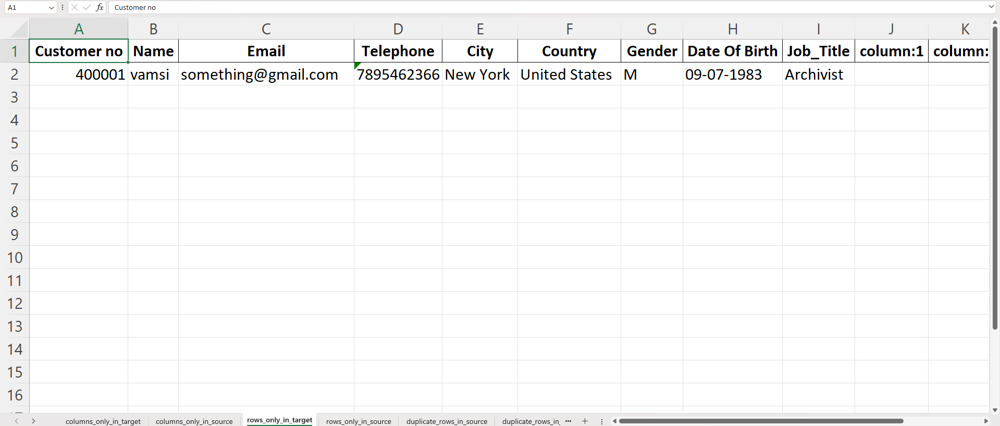 A1 fx Customer no
A B C D E F G H I J K
1 Customer no Name Email Telephone City Country Gender Date Of Birth Job_Title column:1 column:
2 400001 vamsi something@gmail.com 7895462366 New York United States M 09-07-1983 Archivist
3
4
5
6
7
8
9
10
11
12
13
14
15
16
columns_only_in_target columns_only_in_source rows_only_in_target rows_only_in_source duplicate_rows_in_source duplicate_rows_in_ ...